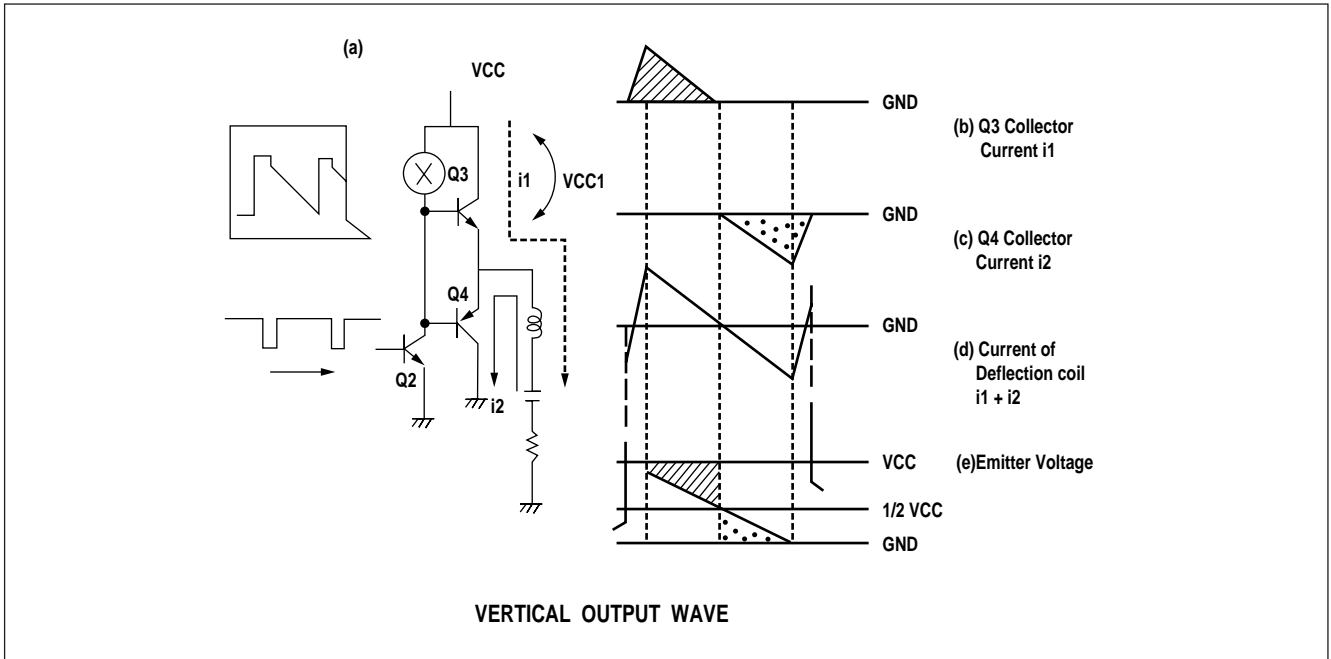 (a)
VCC
Q3
i1
VCC1
Q4
Q2
i2
GND
(b) Q3 Collector
Current i1
GND
(c) Q4 Collector
Current i2
GND
(d) Current of
Deflection coil
i1 + i2
VCC
(e)Emitter Voltage
1/2 VCC
GND
VERTICAL OUTPUT WAVE